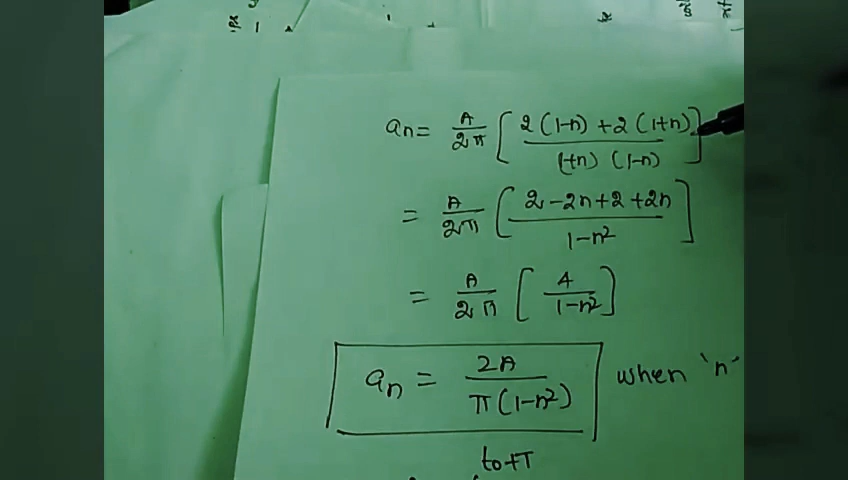 an = A/2π [ 2(1-n) + 2(1+n) / (1+n) (1-n) ]
= A/2π [ 2-2n+2+2n / 1-n² ]
= A/2π [ 4 / 1-n² ]
an = 2A / π(1-n²) when 'n'
to+T